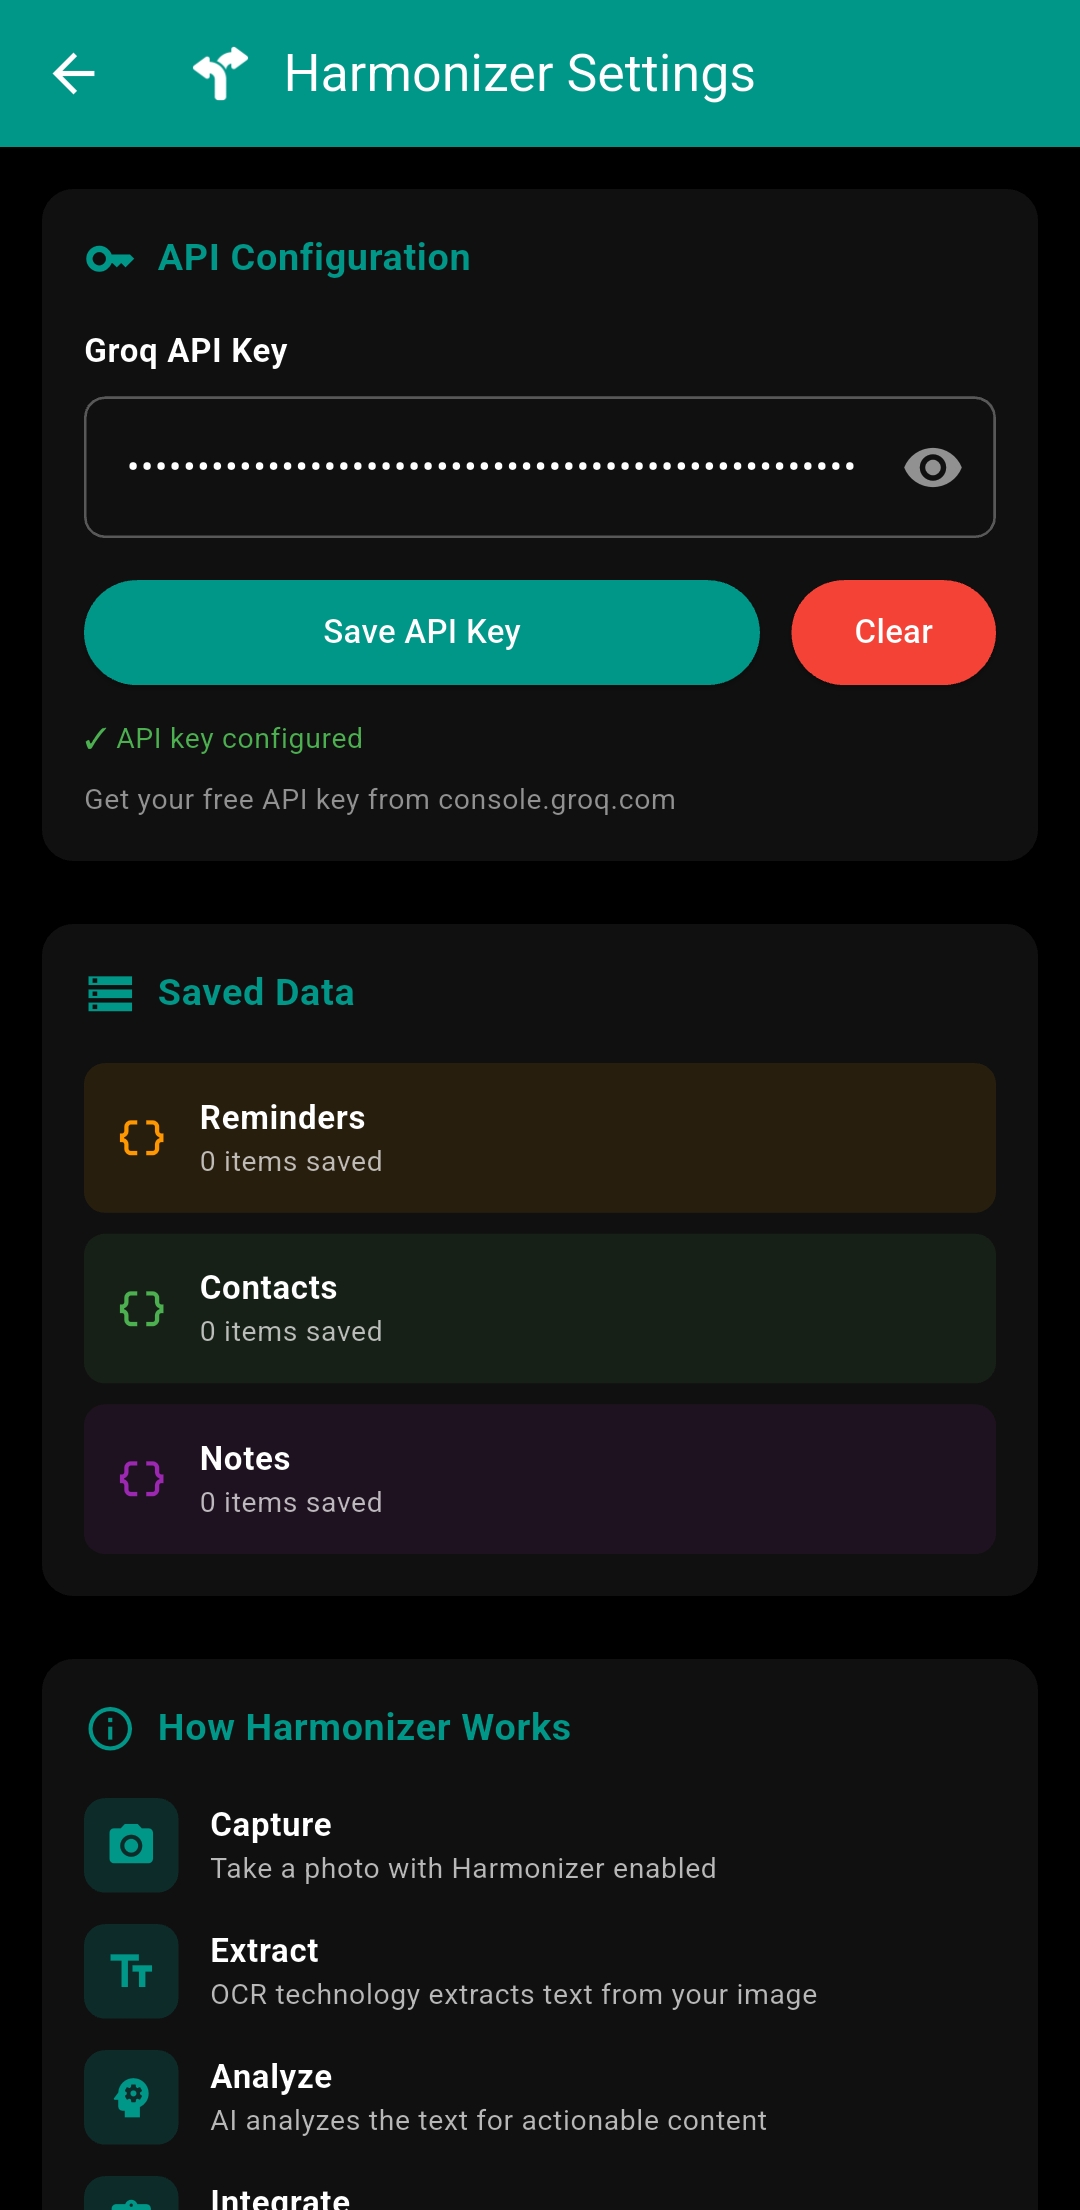 Harmonizer Settings
API Configuration
Groq API Key
••••••••••••••••••••••••••••••••••••••••••••••••••••
Save API Key
Clear
✓ API key configured
Get your free API key from console.groq.com
Saved Data
Reminders
0 items saved
Contacts
0 items saved
Notes
0 items saved
How Harmonizer Works
Capture
Take a photo with Harmonizer enabled
Extract
OCR technology extracts text from your image
Analyze
AI analyzes the text for actionable content
Integrate